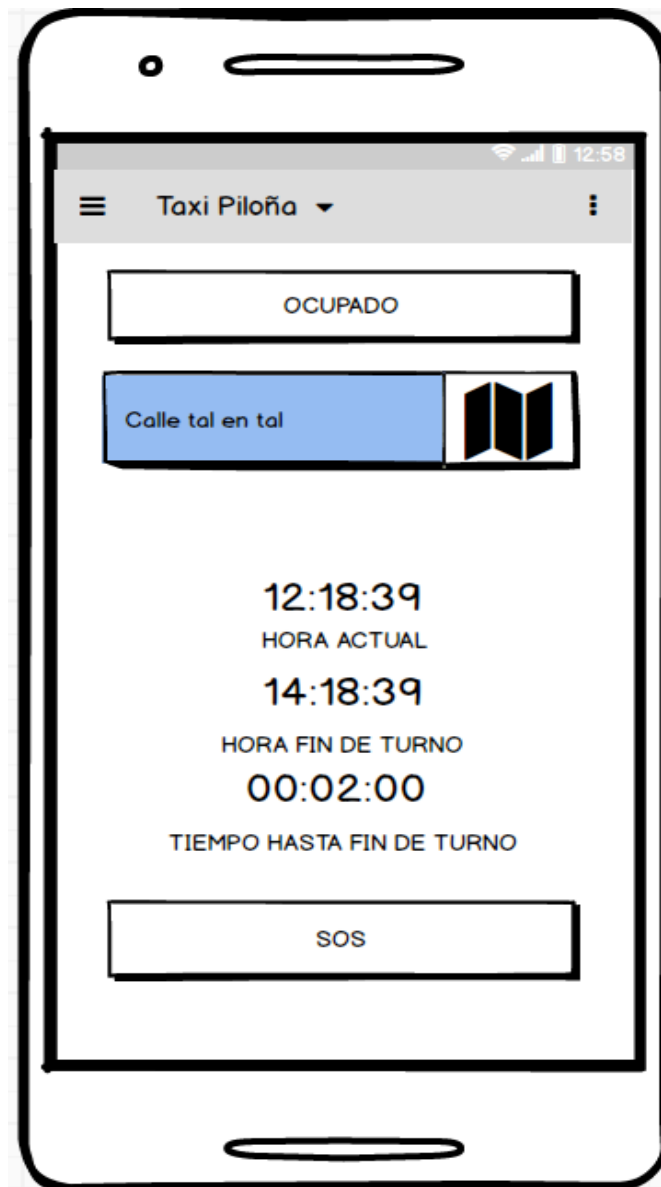 12:58
Taxi Piloña
OCUPADO
Calle tal en tal
12:18:39
HORA ACTUAL
14:18:39
HORA FIN DE TURNO
00:02:00
TIEMPO HASTA FIN DE TURNO
SOS